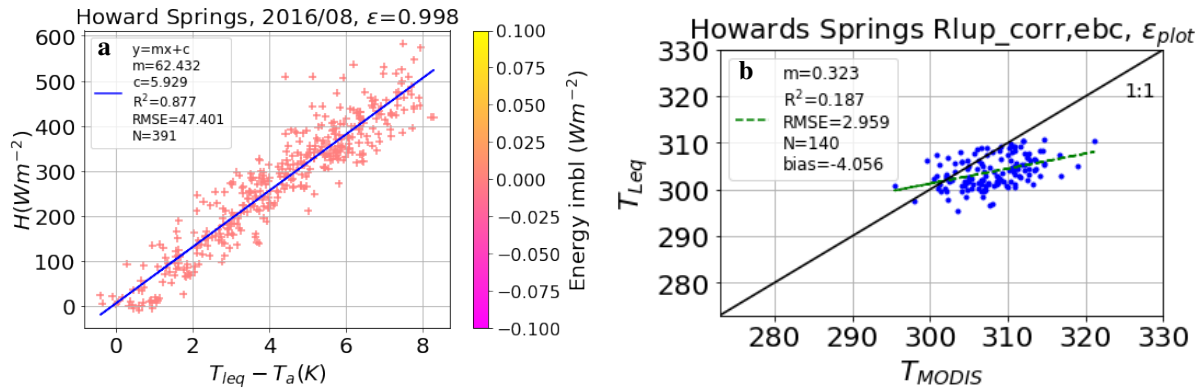 Howard Springs, 2016/08, ε=0.998
a
y=mx+c
m=62.432
c=5.929
R²=0.877
RMSE=47.401
N=391
600
500
400
300
200
100
0
H(Wm⁻²)
0 2 4 6 8
T_leq − T_a(K)
0.100
0.075
0.050
0.025
0.000
−0.025
−0.050
−0.075
−0.100
Energy imbl (Wm⁻²)
Howards Springs Rlup_corr,ebc, ε_plot
b
m=0.323
R²=0.187
RMSE=2.959
N=140
bias=-4.056
1:1
330
320
310
300
290
280
T_Leq
280 290 300 310 320 330
T_MODIS